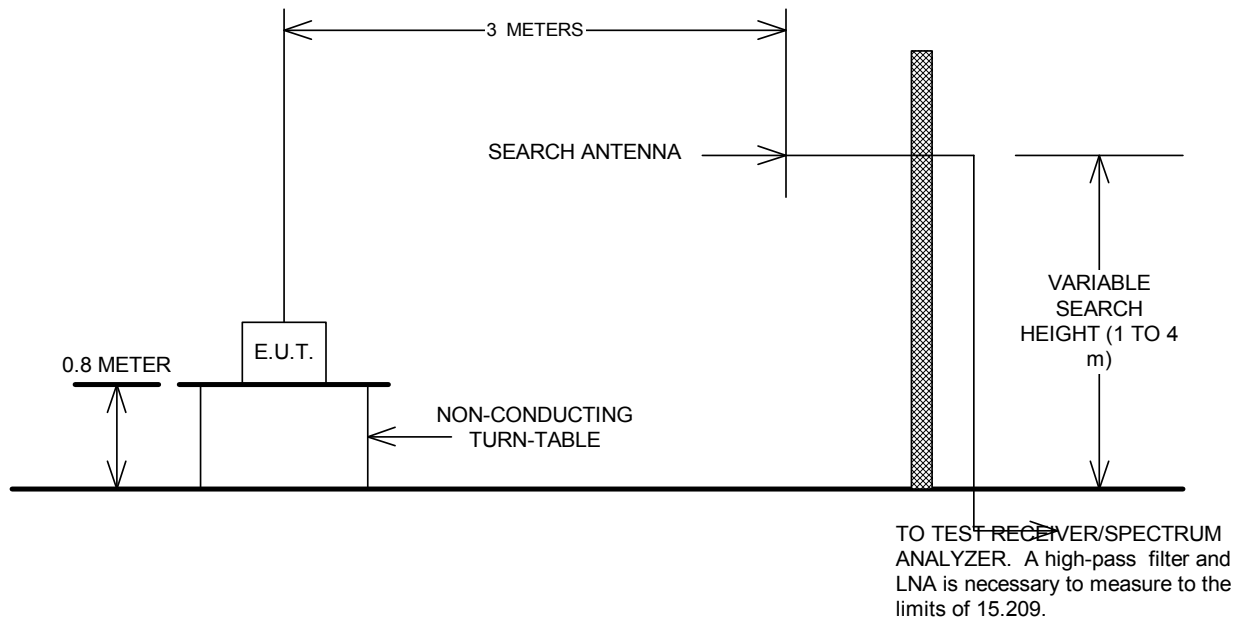 3 METERS
SEARCH ANTENNA
VARIABLE
SEARCH
HEIGHT (1 TO 4
m)
E.U.T.
0.8 METER
NON-CONDUCTING
TURN-TABLE
TO TEST RECEIVER/SPECTRUM
ANALYZER. A high-pass filter and
LNA is necessary to measure to the
limits of 15.209.